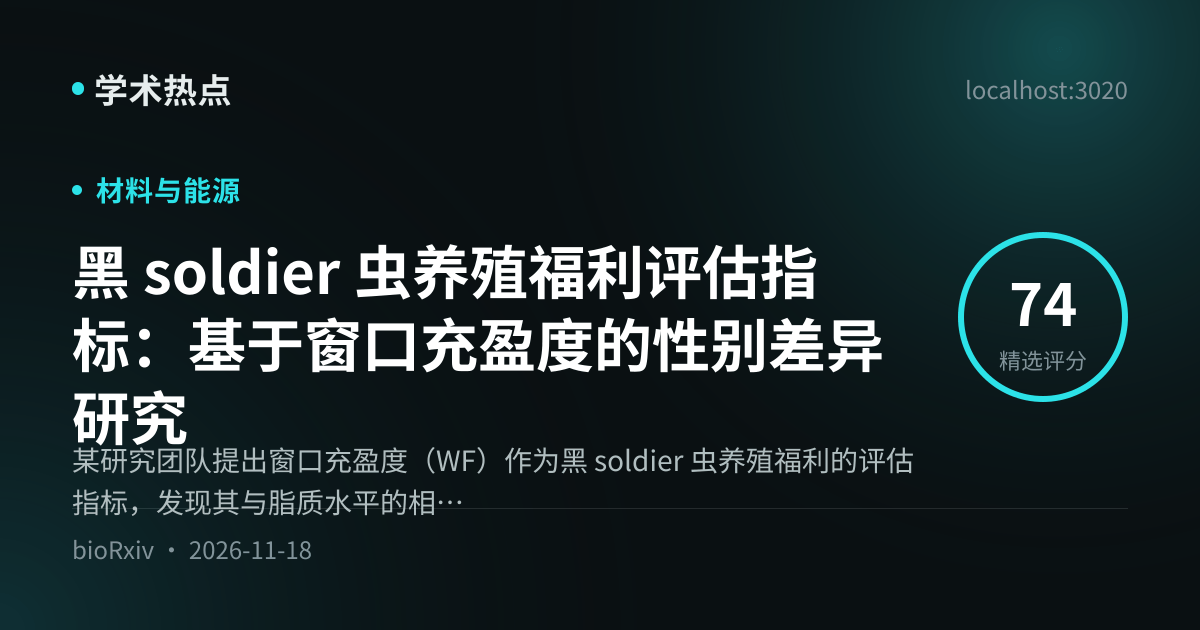 学术热点
localhost:3020
材料与能源
黑 soldier 虫养殖福利评估指
标：基于窗口充盈度的性别差异
研究
74
精选评分
某研究团队提出窗口充盈度（WF）作为黑 soldier 虫养殖福利的评估
指标，发现其与脂质水平的相…
bioRxiv · 2026-11-18